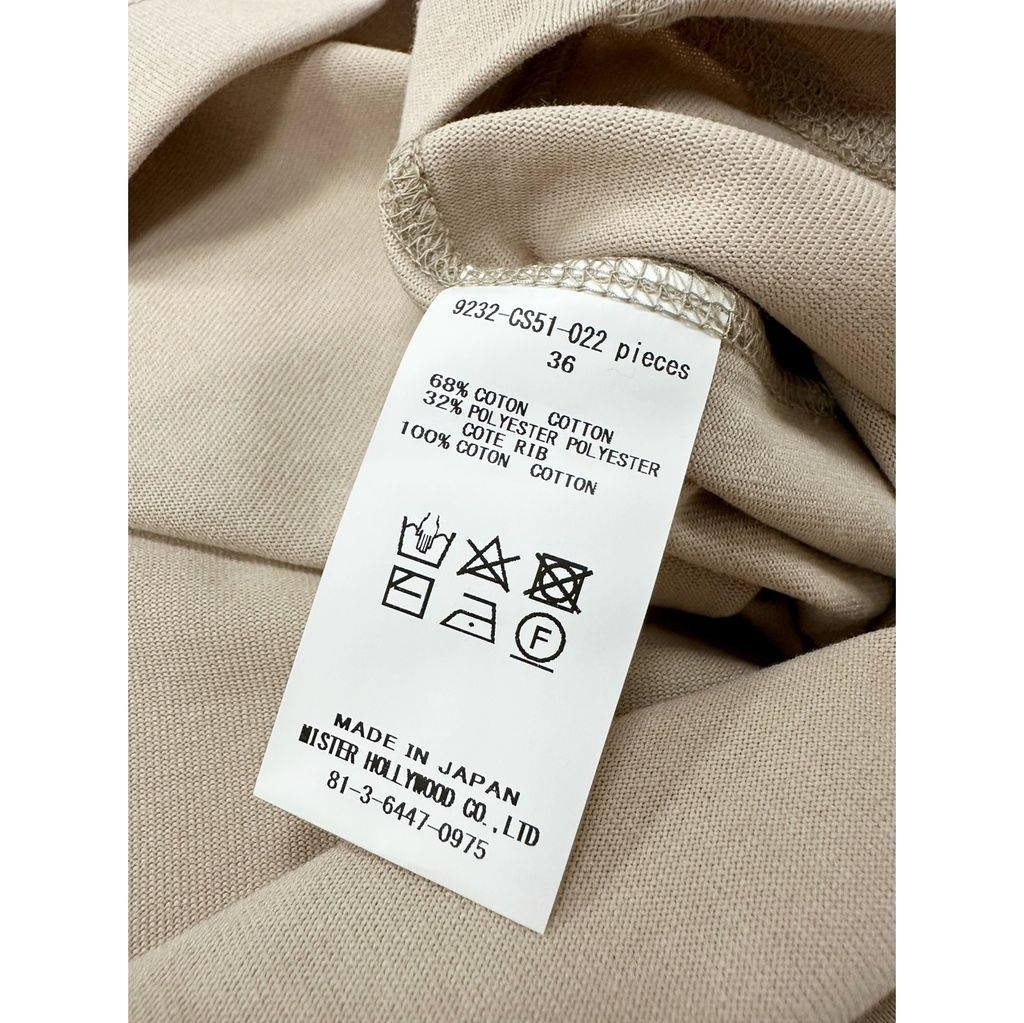 9232-CS51-022 pieces
36
68% COTON COTTON
32% POLYESTER POLYESTER
COTE RIB
100% COTON COTTON
F
MADE IN JAPAN
MISTER HOLLYWOOD CO.,LTD
81-3-6447-0975